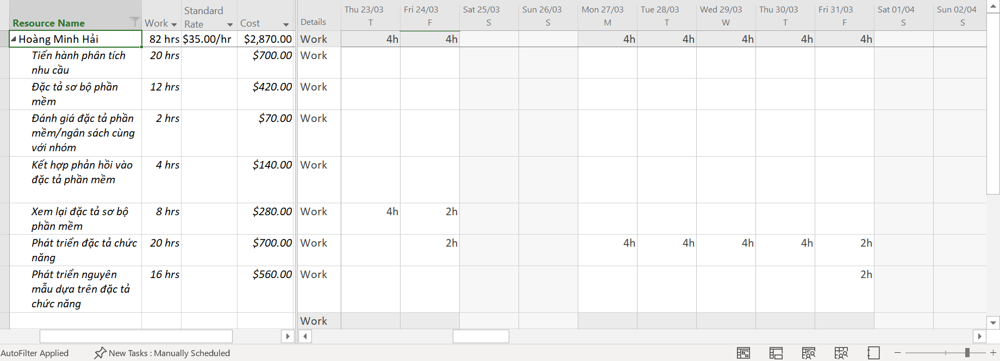 Resource Name Work Standard Rate Cost Details Thu 23/03 Fri 24/03 Sat 25/03 Sun 26/03 Mon 27/03 Tue 28/03 Wed 29/03 Thu 30/03 Fri 31/03 Sat 01/04 Sun 02/04
T F S S M T W T F S S
Hoàng Minh Hải 82 hrs $35.00/hr $2,870.00 Work 4h 4h 4h 4h 4h 4h 4h
Tiến hành phân tích 20 hrs $700.00 Work
nhu cầu
Đặc tả sơ bộ phần 12 hrs $420.00 Work
mềm
Đánh giá đặc tả phần 2 hrs $70.00 Work
mềm/ngân sách cùng
với nhóm
Kết hợp phản hồi vào 4 hrs $140.00 Work
đặc tả phần mềm
Xem lại đặc tả sơ bộ 8 hrs $280.00 Work 4h 2h
phần mềm
Phát triển đặc tả chức 20 hrs $700.00 Work 2h 4h 4h 4h 4h 2h
năng
Phát triển nguyên 16 hrs $560.00 Work 2h
mẫu dựa trên đặc tả
chức năng
Work
AutoFilter Applied New Tasks : Manually Scheduled